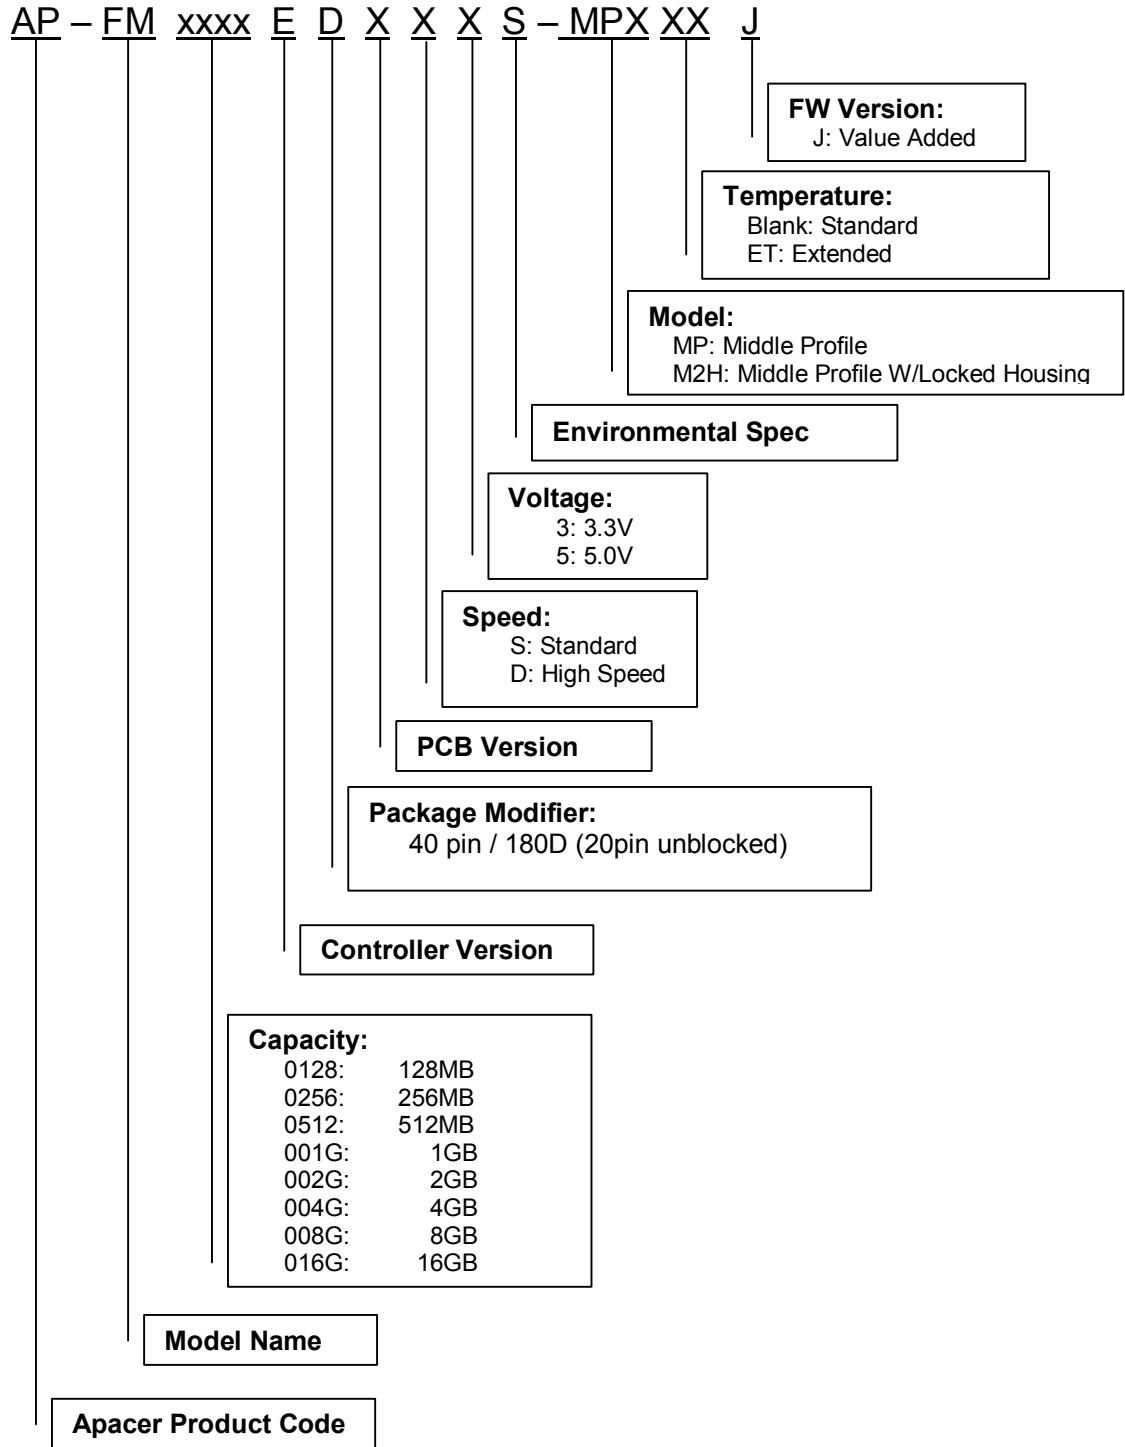 AP – FM xxxx E D X X X S – MPX XX J
FW Version:
J: Value Added
Temperature:
Blank: Standard
ET: Extended
Model:
MP: Middle Profile
M2H: Middle Profile W/Locked Housing
Environmental Spec
Voltage:
3: 3.3V
5: 5.0V
Speed:
S: Standard
D: High Speed
PCB Version
Package Modifier:
40 pin / 180D (20pin unblocked)
Controller Version
Capacity:
0128: 128MB
0256: 256MB
0512: 512MB
001G: 1GB
002G: 2GB
004G: 4GB
008G: 8GB
016G: 16GB
Model Name
Apacer Product Code